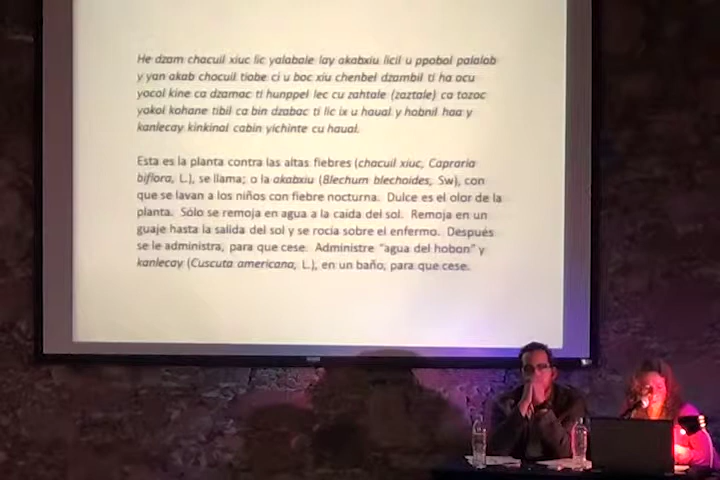 He dzam chacuil xiuc lic yalabale lay akabxiu licil u ppobol palalob
y yan akab chocuil tiobe ci u boc xiu chenbel dzambil ti ha ocu
yocol kine ca dzamac ti hunppel lec cu zahtale (zaztale) ca tozoc
yokol kohane tibil ca bin dzabac ti lic ix u haual y hobnil haa y
kanlecay kinkinal cabin yichinte cu haual.
Esta es la planta contra las altas fiebres (chacuil xiuc, Capraria
biflora, L.), se llama; o la akabxiu (Blechum blechoides, Sw), con
que se lavan a los niños con fiebre nocturna. Dulce es el olor de la
planta. Sólo se remoja en agua a la caída del sol. Remoja en un
guaje hasta la salida del sol y se rocía sobre el enfermo. Después
se le administra, para que cese. Administre "agua del hoban" y
kanlecay (Cuscuta americana, L.), en un baño, para que cese.